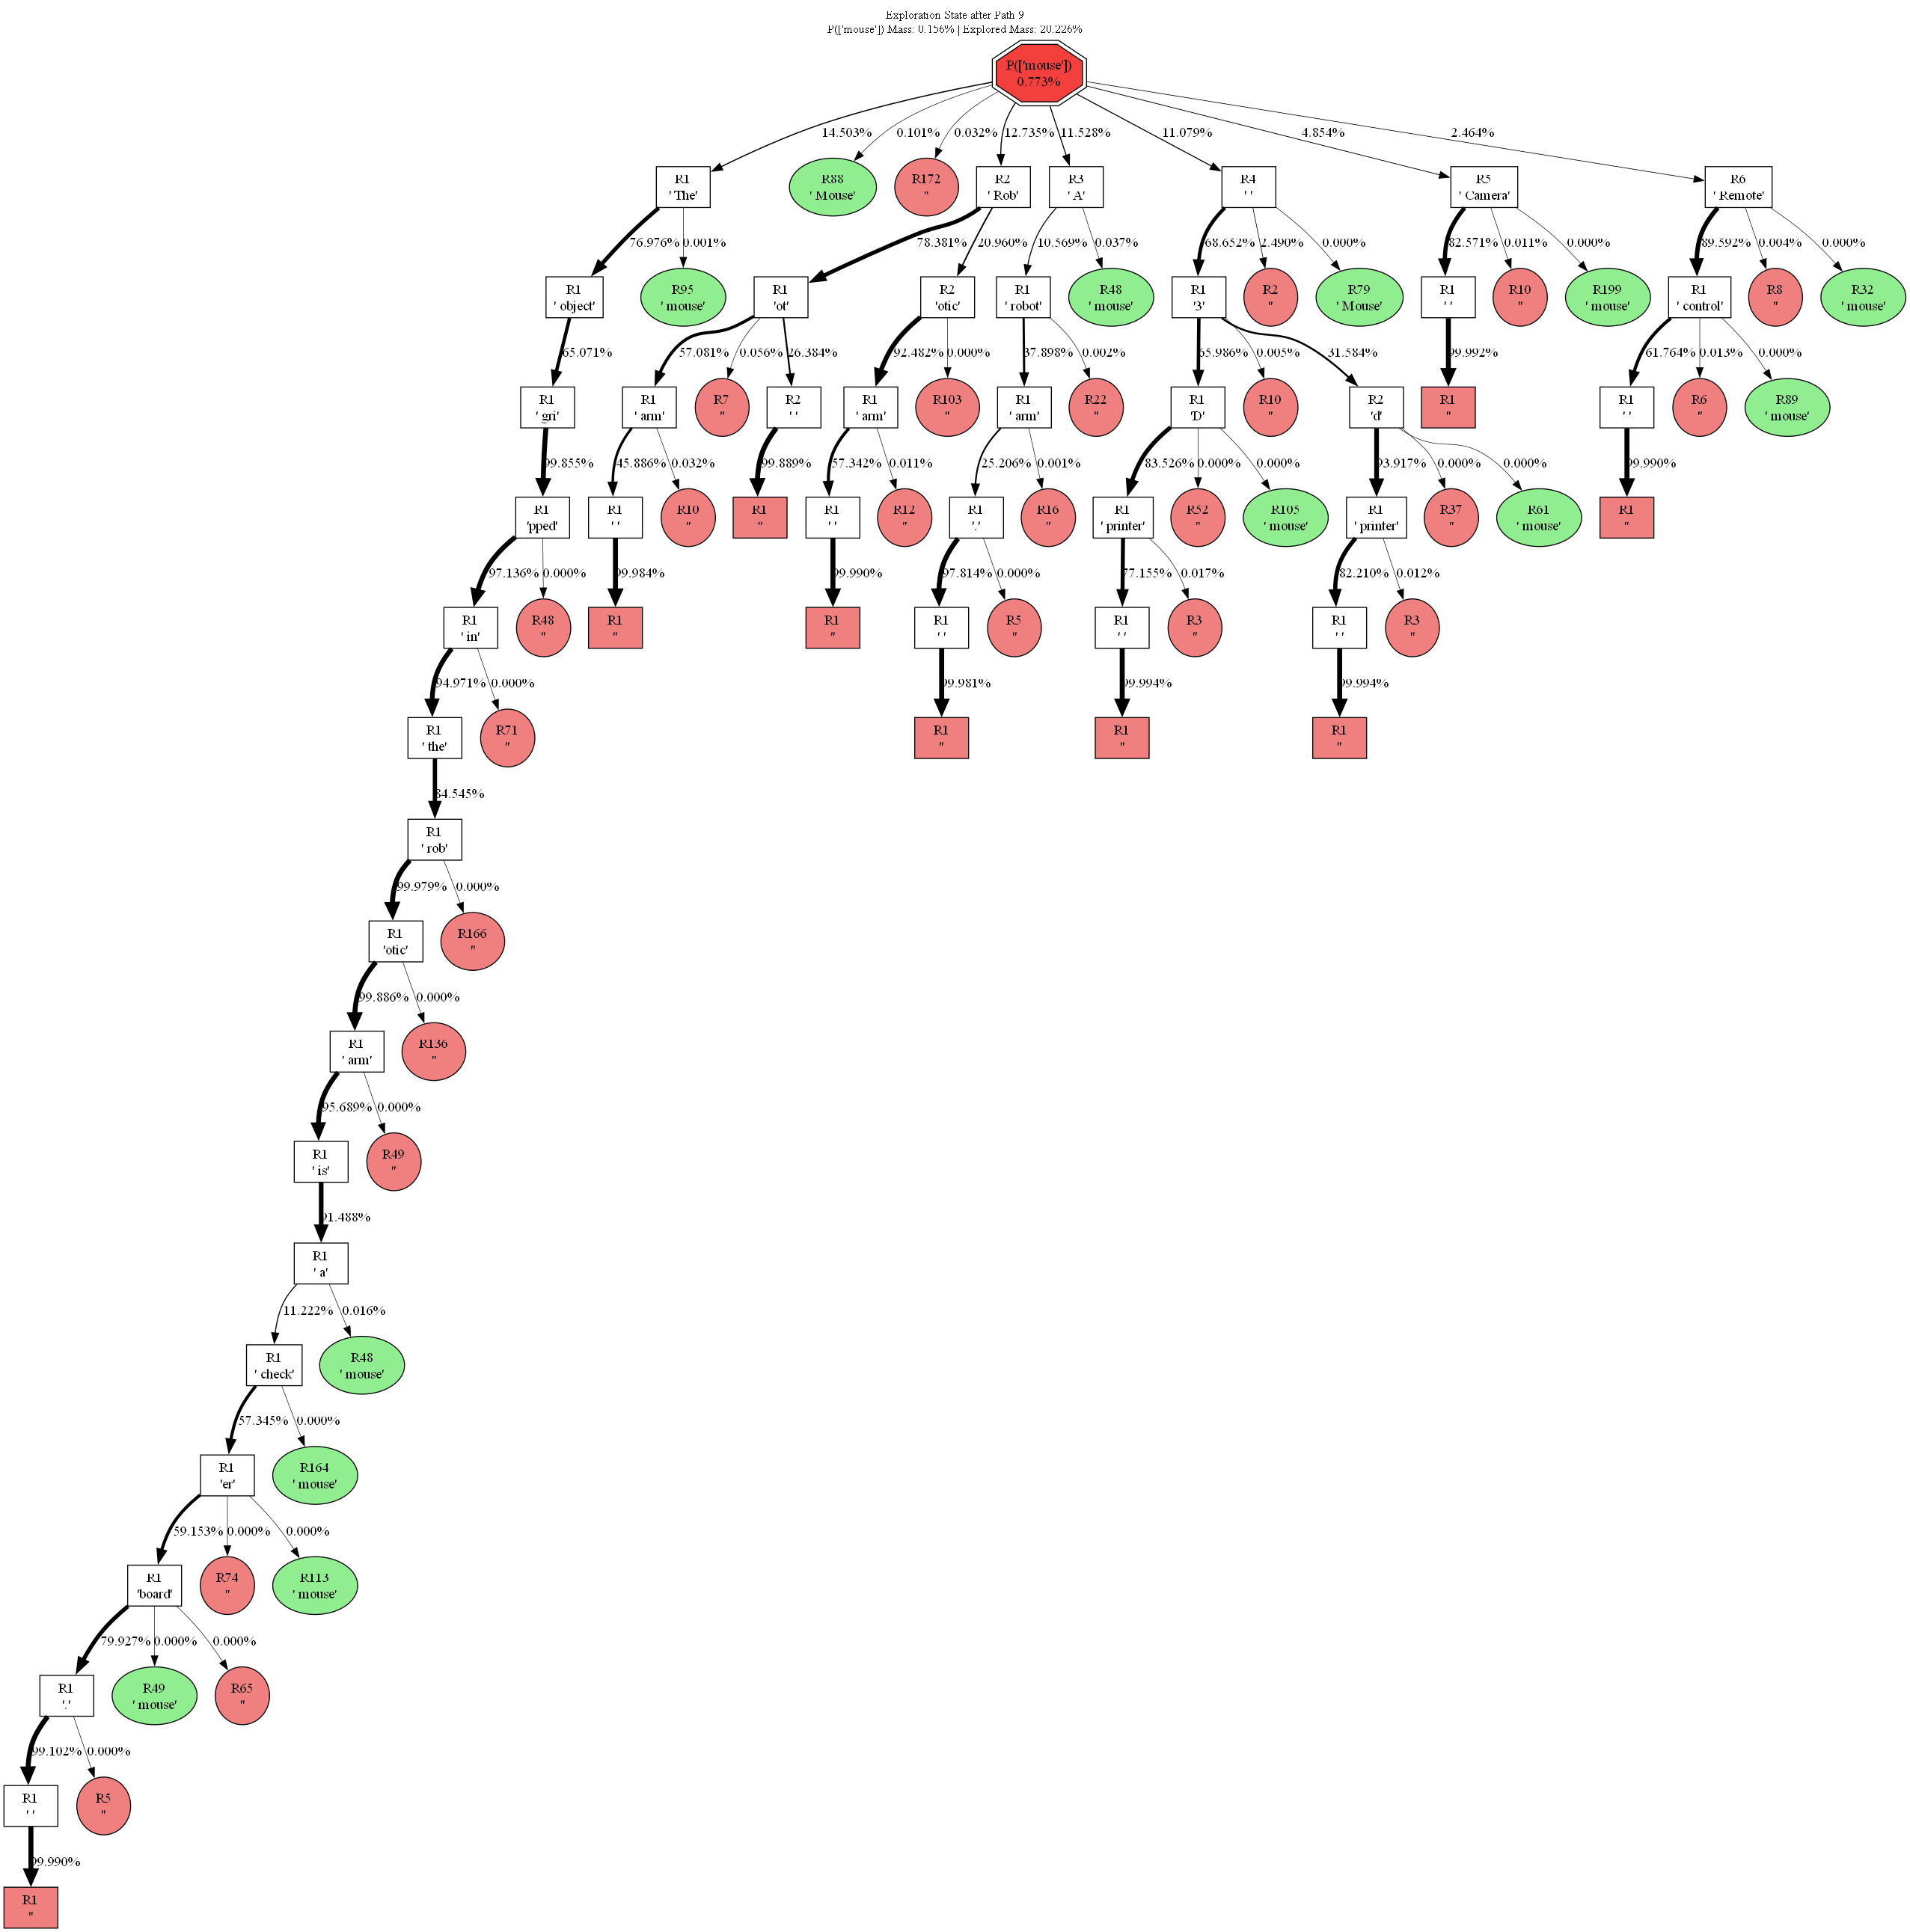 Exploration State after Path 9
P(['mouse']) Mass: 0.156% | Explored Mass: 20.226%
P(['mouse'])
0.773%
14.503%
0.101%
0.032%
12.735%
11.528%
11.079%
4.854%
2.464%
R1
' The'
R88
' Mouse'
R172
''
R2
' Rob'
R3
' A'
R4
' '
R5
' Camera'
R6
' Remote'
76.976%
0.001%
78.381%
20.960%
10.569%
0.037%
68.652%
2.490%
0.000%
82.571%
0.011%
0.000%
89.592%
0.004%
0.000%
R1
' object'
R95
' mouse'
R1
'ot'
R2
'otic'
R1
' robot'
R48
' mouse'
R1
'3'
R2
''
R79
' Mouse'
R1
' '
R10
''
R199
' mouse'
R1
' control'
R8
''
R32
' mouse'
65.071%
57.081%
0.056%
26.384%
92.482%
0.000%
37.898%
0.002%
65.986%
0.005%
31.584%
99.992%
61.764%
0.013%
0.000%
R1
' gri'
R1
' arm'
R7
''
R2
' '
R1
' arm'
R103
''
R1
' arm'
R22
''
R1
'D'
R10
''
R2
'd'
R1
''
R1
' '
R6
''
R89
' mouse'
99.855%
45.886%
0.032%
99.889%
57.342%
0.011%
25.206%
0.001%
83.526%
0.000%
0.000%
93.917%
0.000%
0.000%
99.990%
R1
'pped'
R1
' '
R10
''
R1
''
R1
' '
R12
''
R1
'.'
R16
''
R1
' printer'
R52
''
R105
' mouse'
R1
' printer'
R37
''
R61
' mouse'
R1
''
97.136%
0.000%
99.984%
99.990%
97.814%
0.000%
77.155%
0.017%
82.210%
0.012%
R1
' in'
R48
''
R1
''
R1
''
R1
' '
R5
''
R1
' '
R3
''
R1
' '
R3
''
94.971%
0.000%
99.981%
99.994%
99.994%
R1
' the'
R71
''
R1
''
R1
''
R1
''
84.545%
R1
' rob'
99.979%
0.000%
R1
'otic'
R166
''
99.886%
0.000%
R1
' arm'
R136
''
95.689%
0.000%
R1
' is'
R49
''
91.488%
R1
' a'
11.222%
0.016%
R1
' check'
R48
' mouse'
57.345%
0.000%
R1
'er'
R164
' mouse'
59.153%
0.000%
0.000%
R1
'board'
R74
''
R113
' mouse'
79.927%
0.000%
0.000%
R1
'.'
R49
' mouse'
R65
''
99.102%
0.000%
R1
' '
R5
''
99.990%
R1
''